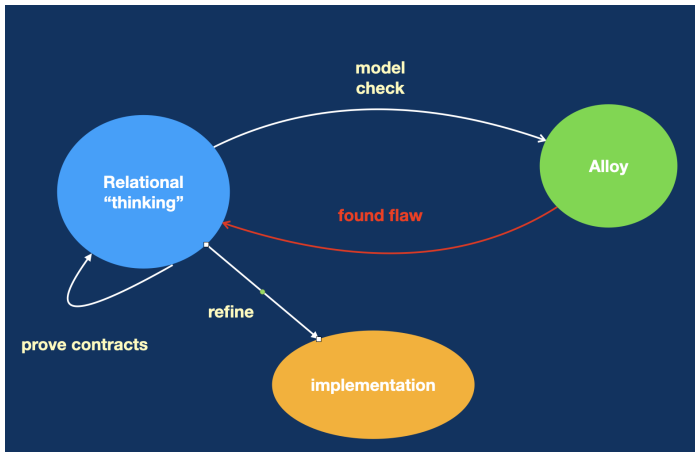 model
check
Relational
“thinking”
Alloy
found flaw
refine
prove contracts
implementation